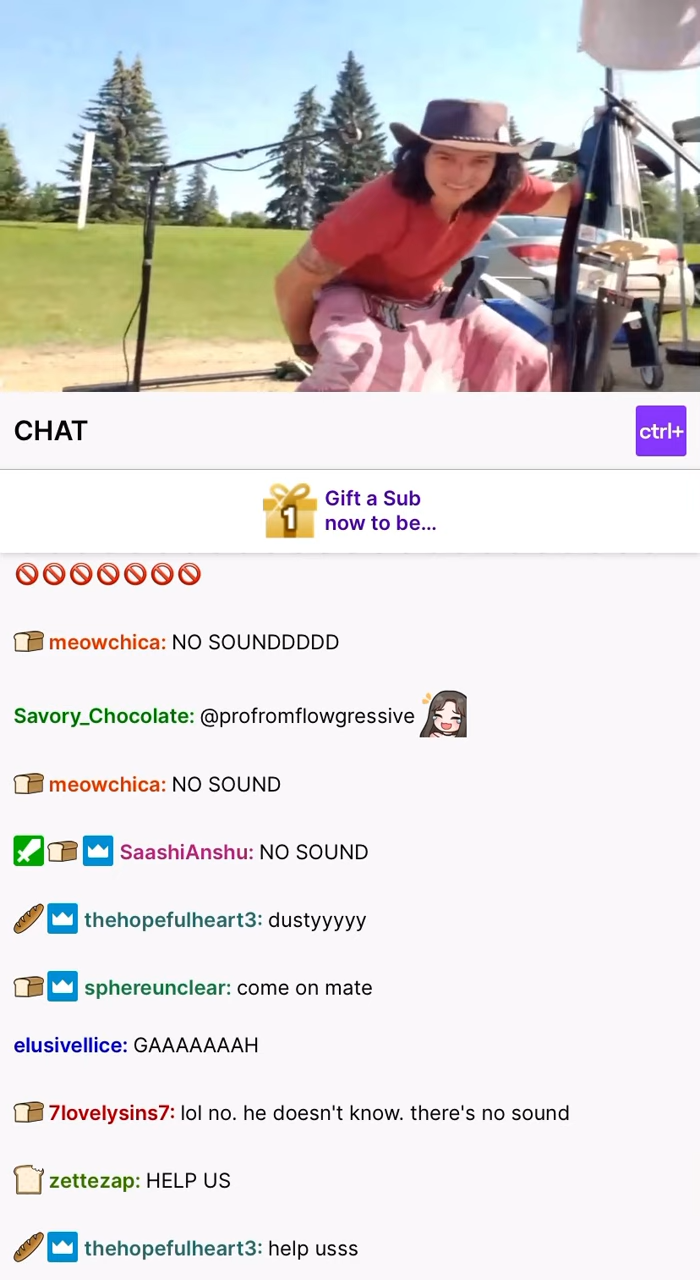 CHAT
ctrl+
1
Gift a Sub
now to be...
meowchica: NO SOUNDDDDD
Savory_Chocolate: @profromflowgressive
meowchica: NO SOUND
SaashiAnshu: NO SOUND
thehopefulheart3: dustyyyyy
sphereunclear: come on mate
elusivellice: GAAAAAAAH
7lovelysins7: lol no. he doesn't know. there's no sound
zettezap: HELP US
thehopefulheart3: help usss